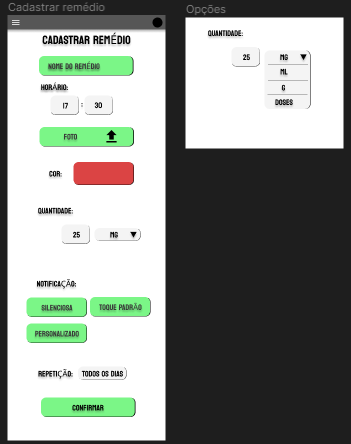 Cadastrar remédio
CADASTRAR REMÉDIO
NOME DO REMÉDIO
HORÁRIO:
17 : 30
FOTO
COR:
QUANTIDADE:
25 MG
NOTIFICAÇÃO:
SILENCIOSA TOQUE PADRÃO
PERSONALIZADO
REPETIÇÃO: TODOS OS DIAS
CONFIRMAR
Opções
QUANTIDADE:
25 MG
ML
G
DOSES